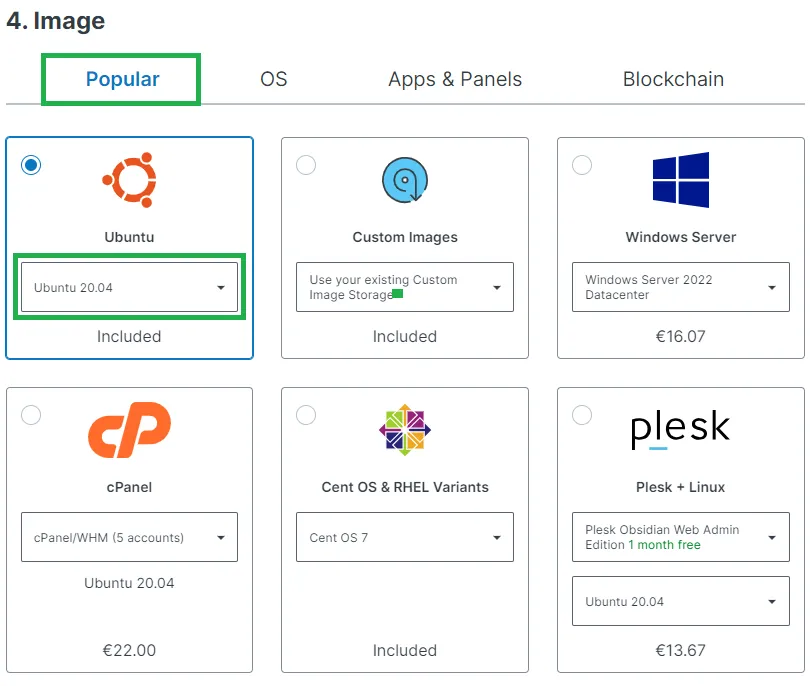 4. Image
Popular
OS
Apps & Panels
Blockchain
Ubuntu
Ubuntu 20.04
Included
Custom Images
Use your existing Custom
Image Storage
Included
Windows Server
Windows Server 2022
Datacenter
€16.07
cP
cPanel
cPanel/WHM (5 accounts)
Ubuntu 20.04
€22.00
Cent OS & RHEL Variants
Cent OS 7
Included
plesk
Plesk + Linux
Plesk Obsidian Web Admin
Edition 1 month free
Ubuntu 20.04
€13.67